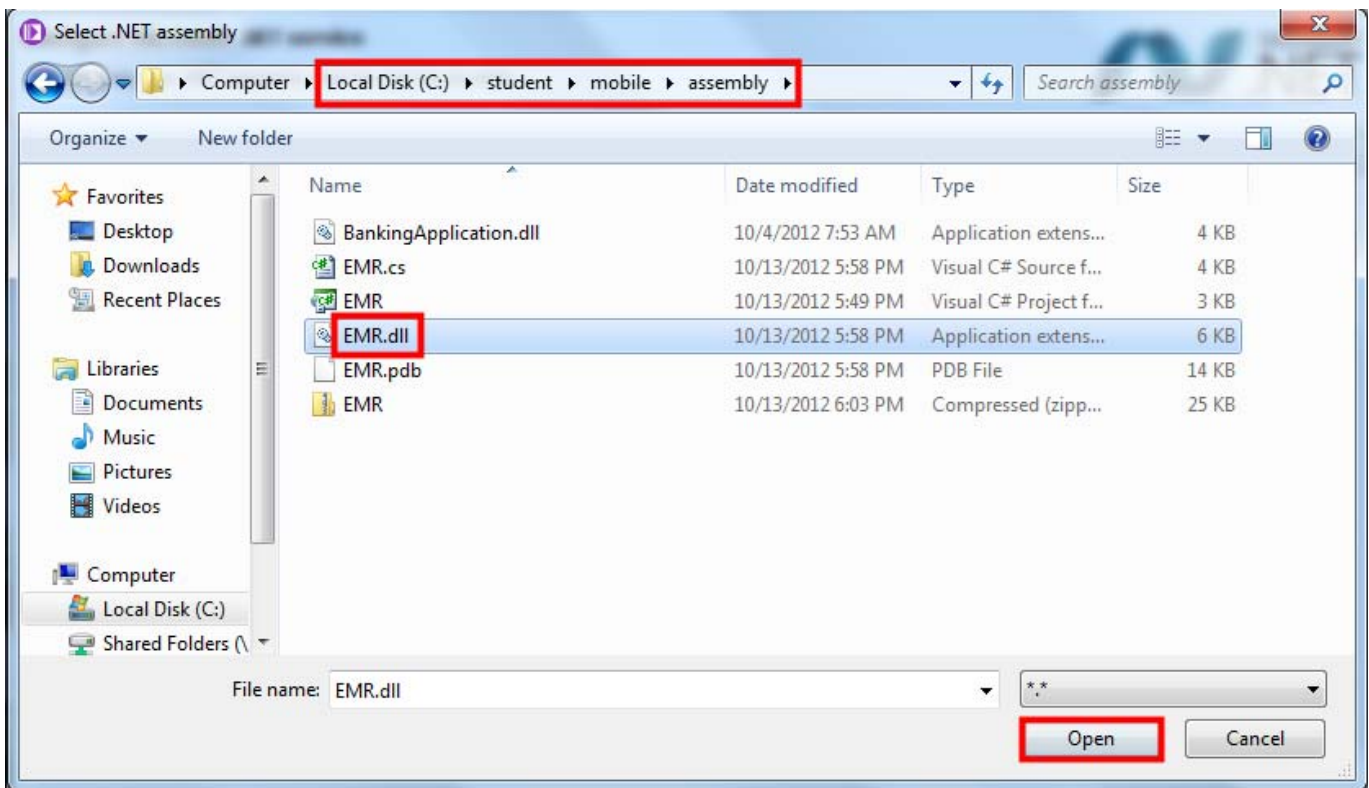 Select .NET assembly
Computer Local Disk (C:) student mobile assembly Search assembly
Organize New folder
Name Date modified Type Size
Favorites
Desktop
Downloads
Recent Places
Libraries
Documents
Music
Pictures
Videos
Computer
Local Disk (C:)
Shared Folders (\
BankingApplication.dll 10/4/2012 7:53 AM Application extens... 4 KB
EMR.cs 10/13/2012 5:58 PM Visual C# Source f... 4 KB
EMR 10/13/2012 5:49 PM Visual C# Project f... 3 KB
EMR.dll 10/13/2012 5:58 PM Application extens... 6 KB
EMR.pdb 10/13/2012 5:58 PM PDB File 14 KB
EMR 10/13/2012 6:03 PM Compressed (zipp... 25 KB
File name: EMR.dll *.*
Open Cancel